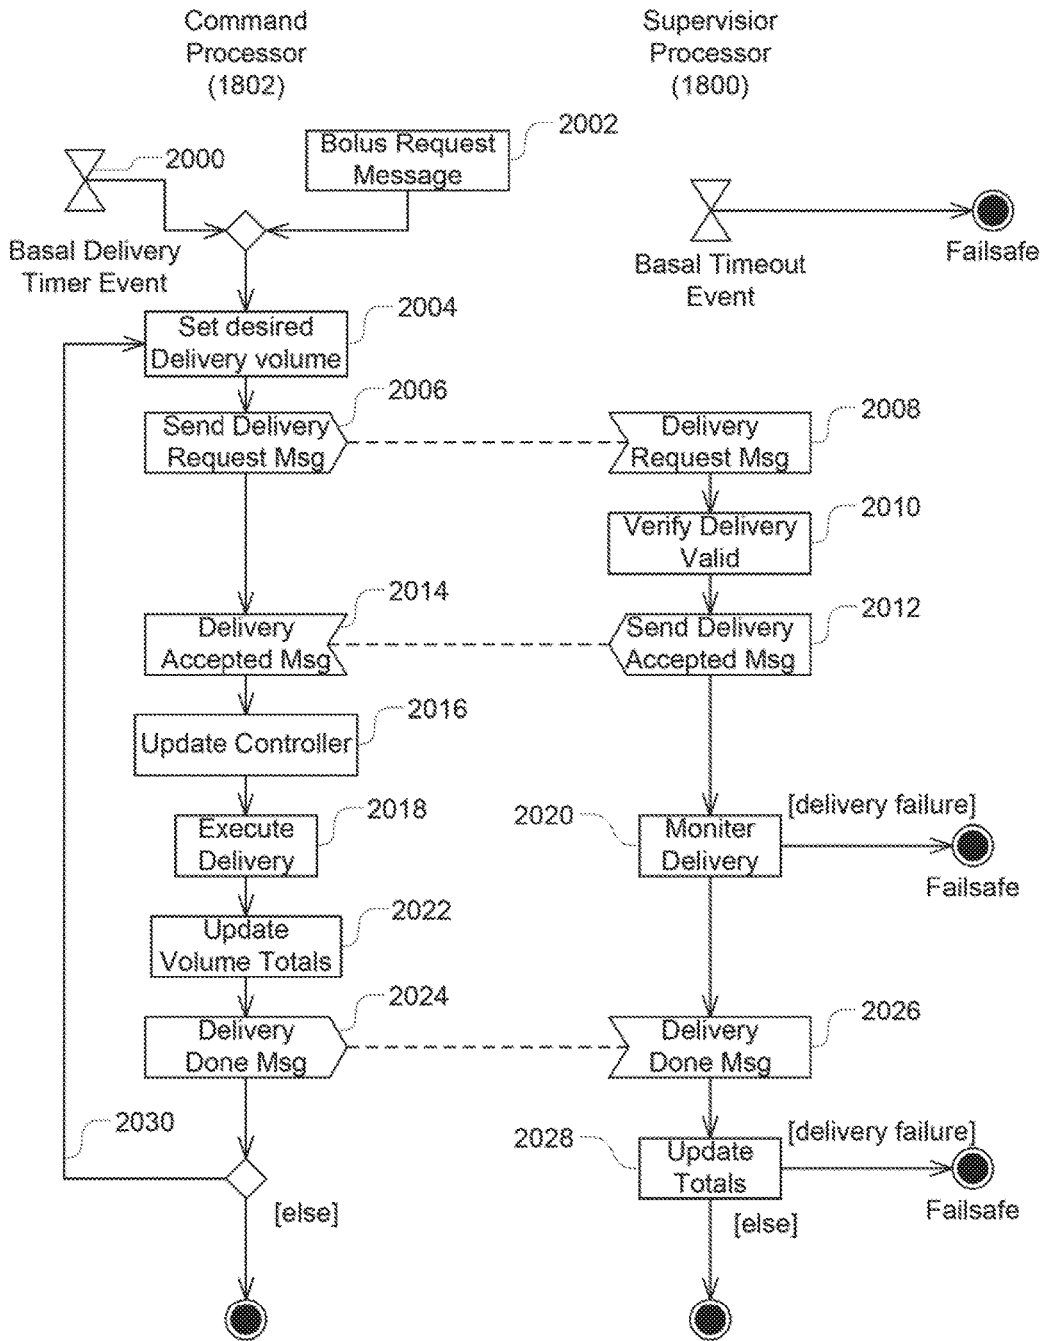 Command
Processor
(1802)
Supervisior
Processor
(1800)
2000
Basal Delivery
Timer Event
Bolus Request
Message
2002
Basal Timeout
Event
Failsafe
Set desired
Delivery volume
2004
Send Delivery
Request Msg
2006
Delivery
Request Msg
2008
Verify Delivery
Valid
2010
Delivery
Accepted Msg
2014
Send Delivery
Accepted Msg
2012
Update Controller
2016
Execute
Delivery
2018
2020
Moniter
Delivery
[delivery failure]
Failsafe
Update
Volume Totals
2022
Delivery
Done Msg
2024
Delivery
Done Msg
2026
2030
[else]
2028
Update
Totals
[delivery failure]
Failsafe
[else]